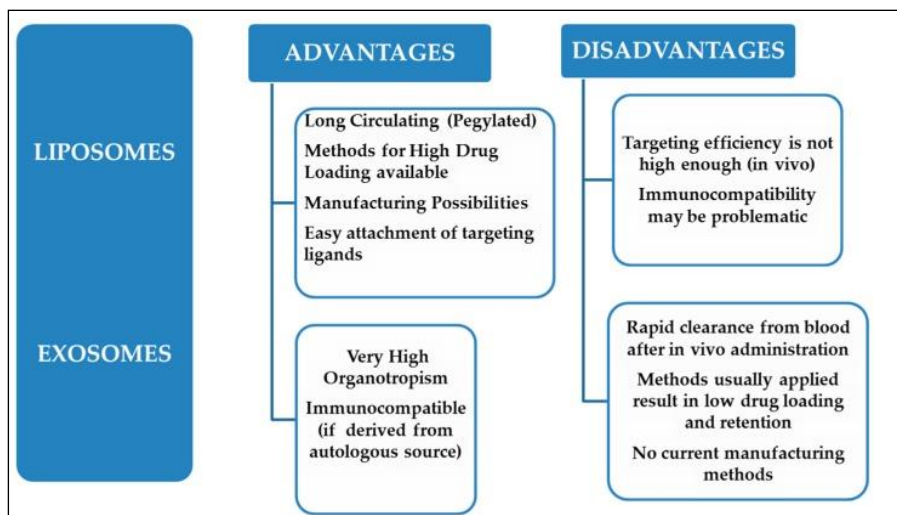 ADVANTAGES
DISADVANTAGES
LIPOSOMES
Long Circulating (Pegylated)
Methods for High Drug
Loading available
Manufacturing Possibilities
Easy attachment of targeting
ligands
Targeting efficiency is not
high enough (in vivo)
Immunocompatibility
may be problematic
EXOSOMES
Very High
Organotropism
Immunocompatible
(if derived from
autologous source)
Rapid clearance from blood
after in vivo administration
Methods usually applied
result in low drug loading
and retention
No current manufacturing
methods